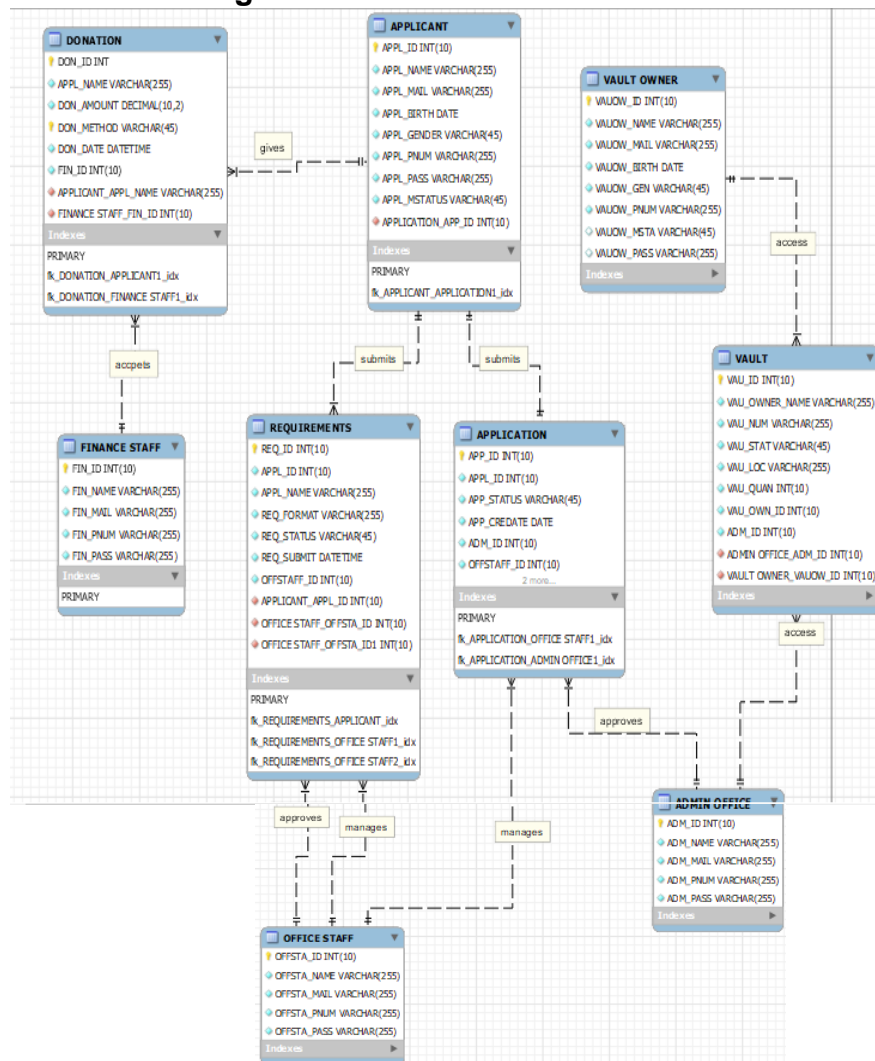 g
DONATION
DON_ID INT
APPL_NAME VARCHAR(255)
DON_AMOUNT DECIMAL(10,2)
DON_METHOD VARCHAR(45)
DON_DATE DATETIME
FIN_ID INT(10)
APPLICANT_APPL_NAME VARCHAR(255)
FINANCE STAFF_FIN_ID INT(10)
Indexes
PRIMARY
fk_DONATION_APPLICANT1_idx
fk_DONATION_FINANCE STAFF1_idx
gives
APPLICANT
APPL_ID INT(10)
APPL_NAME VARCHAR(255)
APPL_MAIL VARCHAR(255)
APPL_BIRTH DATE
APPL_GENDER VARCHAR(45)
APPL_PNUM VARCHAR(255)
APPL_PASS VARCHAR(255)
APPL_MSTATUS VARCHAR(45)
APPLICATION_APP_ID INT(10)
Indexes
PRIMARY
fk_APPLICANT_APPLICATION1_idx
VAULT OWNER
VAUOW_ID INT(10)
VAUOW_NAME VARCHAR(255)
VAUOW_MAIL VARCHAR(255)
VAUOW_BIRTH DATE
VAUOW_GEN VARCHAR(45)
VAUOW_PNUM VARCHAR(255)
VAUOW_MSTA VARCHAR(45)
VAUOW_PASS VARCHAR(255)
Indexes
access
accpets
submits
submits
FINANCE STAFF
FIN_ID INT(10)
FIN_NAME VARCHAR(255)
FIN_MAIL VARCHAR(255)
FIN_PNUM VARCHAR(255)
FIN_PASS VARCHAR(255)
Indexes
PRIMARY
REQUIREMENTS
REQ_ID INT(10)
APPL_ID INT(10)
APPL_NAME VARCHAR(255)
REQ_FORMAT VARCHAR(255)
REQ_STATUS VARCHAR(45)
REQ_SUBMIT DATETIME
OFFSTAFF_ID INT(10)
APPLICANT_APPL_ID INT(10)
OFFICE STAFF_OFFSTA_ID INT(10)
OFFICE STAFF_OFFSTA_ID1 INT(10)
Indexes
PRIMARY
fk_REQUIREMENTS_APPLICANT_idx
fk_REQUIREMENTS_OFFICE STAFF1_idx
fk_REQUIREMENTS_OFFICE STAFF2_idx
APPLICATION
APP_ID INT(10)
APPL_ID INT(10)
APP_STATUS VARCHAR(45)
APP_CREDATE DATE
ADM_ID INT(10)
OFFSTAFF_ID INT(10)
2 more...
Indexes
PRIMARY
fk_APPLICATION_OFFICE STAFF1_idx
fk_APPLICATION_ADMIN OFFICE1_idx
VAULT
VAU_ID INT(10)
VAU_OWNER_NAME VARCHAR(255)
VAU_NUM VARCHAR(255)
VAU_STAT VARCHAR(45)
VAU_LOC VARCHAR(255)
VAU_QUAN INT(10)
VAU_OWN_ID INT(10)
ADM_ID INT(10)
ADMIN OFFICE_ADM_ID INT(10)
VAULT OWNER_VAUOW_ID INT(10)
Indexes
access
approves
approves
manages
manages
ADMIN OFFICE
ADM_ID INT(10)
ADM_NAME VARCHAR(255)
ADM_MAIL VARCHAR(255)
ADM_PNUM VARCHAR(255)
ADM_PASS VARCHAR(255)
Indexes
OFFICE STAFF
OFFSTA_ID INT(10)
OFFSTA_NAME VARCHAR(255)
OFFSTA_MAIL VARCHAR(255)
OFFSTA_PNUM VARCHAR(255)
OFFSTA_PASS VARCHAR(255)
Indexes